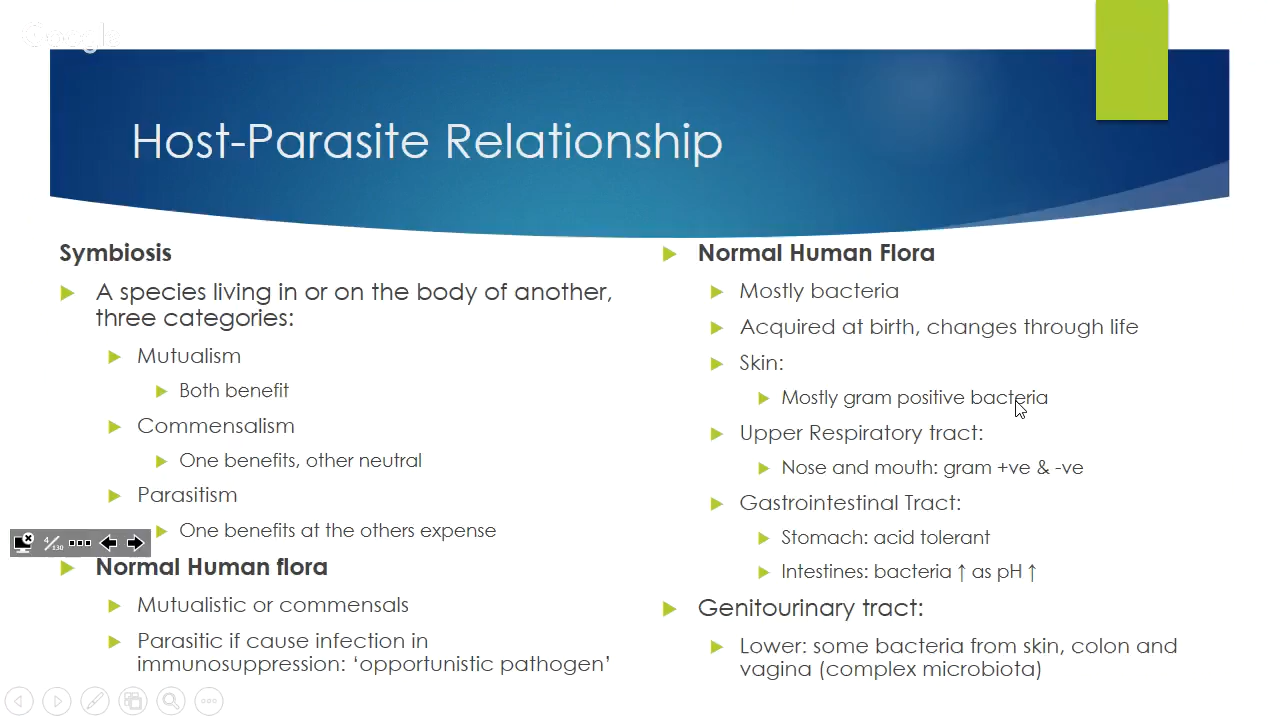 Google
Host-Parasite Relationship
Symbiosis
A species living in or on the body of another,
three categories:
Mutualism
Both benefit
Commensalism
One benefits, other neutral
Parasitism
One benefits at the others expense
4/130
Normal Human flora
Mutualistic or commensals
Parasitic if cause infection in
immunosuppression: ‘opportunistic pathogen’
Normal Human Flora
Mostly bacteria
Acquired at birth, changes through life
Skin:
Mostly gram positive bacteria
Upper Respiratory tract:
Nose and mouth: gram +ve & -ve
Gastrointestinal Tract:
Stomach: acid tolerant
Intestines: bacteria ↑ as pH ↑
Genitourinary tract:
Lower: some bacteria from skin, colon and
vagina (complex microbiota)